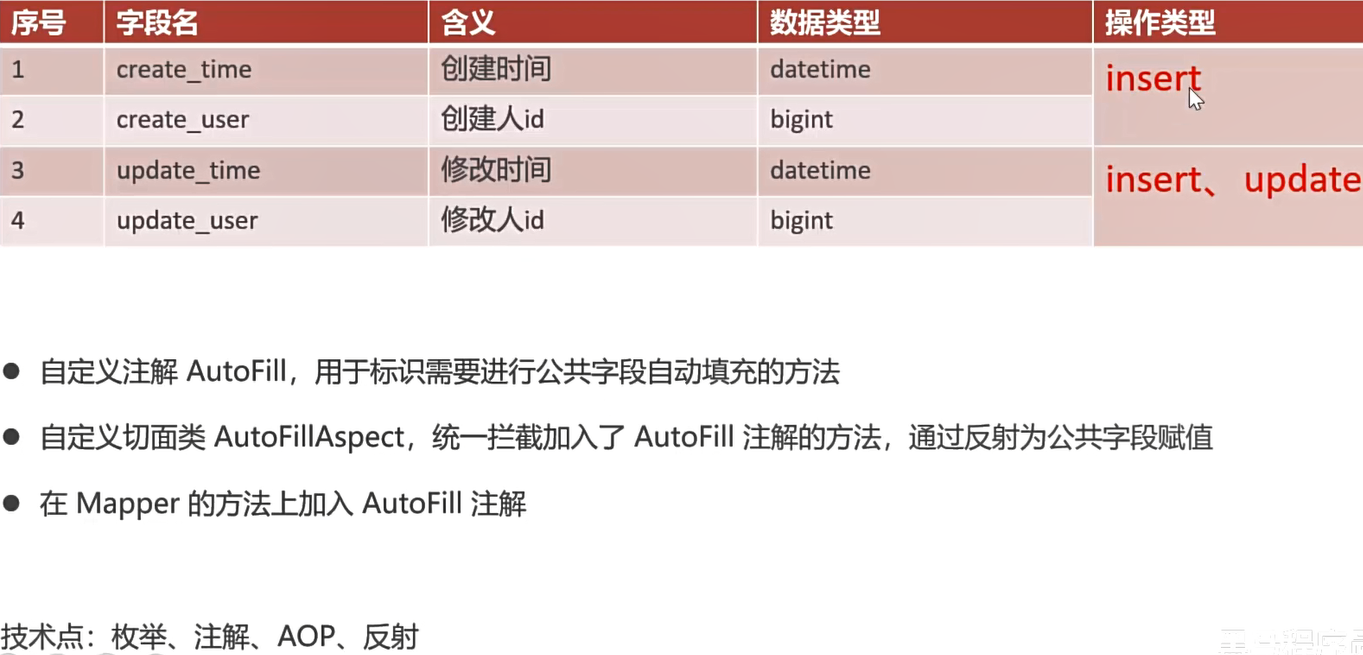 序号 字段名 含义 数据类型 操作类型
1 create_time 创建时间 datetime insert
2 create_user 创建人id bigint
3 update_time 修改时间 datetime insert、update
4 update_user 修改人id bigint
● 自定义注解 AutoFill，用于标识需要进行公共字段自动填充的方法
● 自定义切面类 AutoFillAspect，统一拦截加入了 AutoFill 注解的方法，通过反射为公共字段赋值
● 在 Mapper 的方法上加入 AutoFill 注解
技术点：枚举、注解、AOP、反射